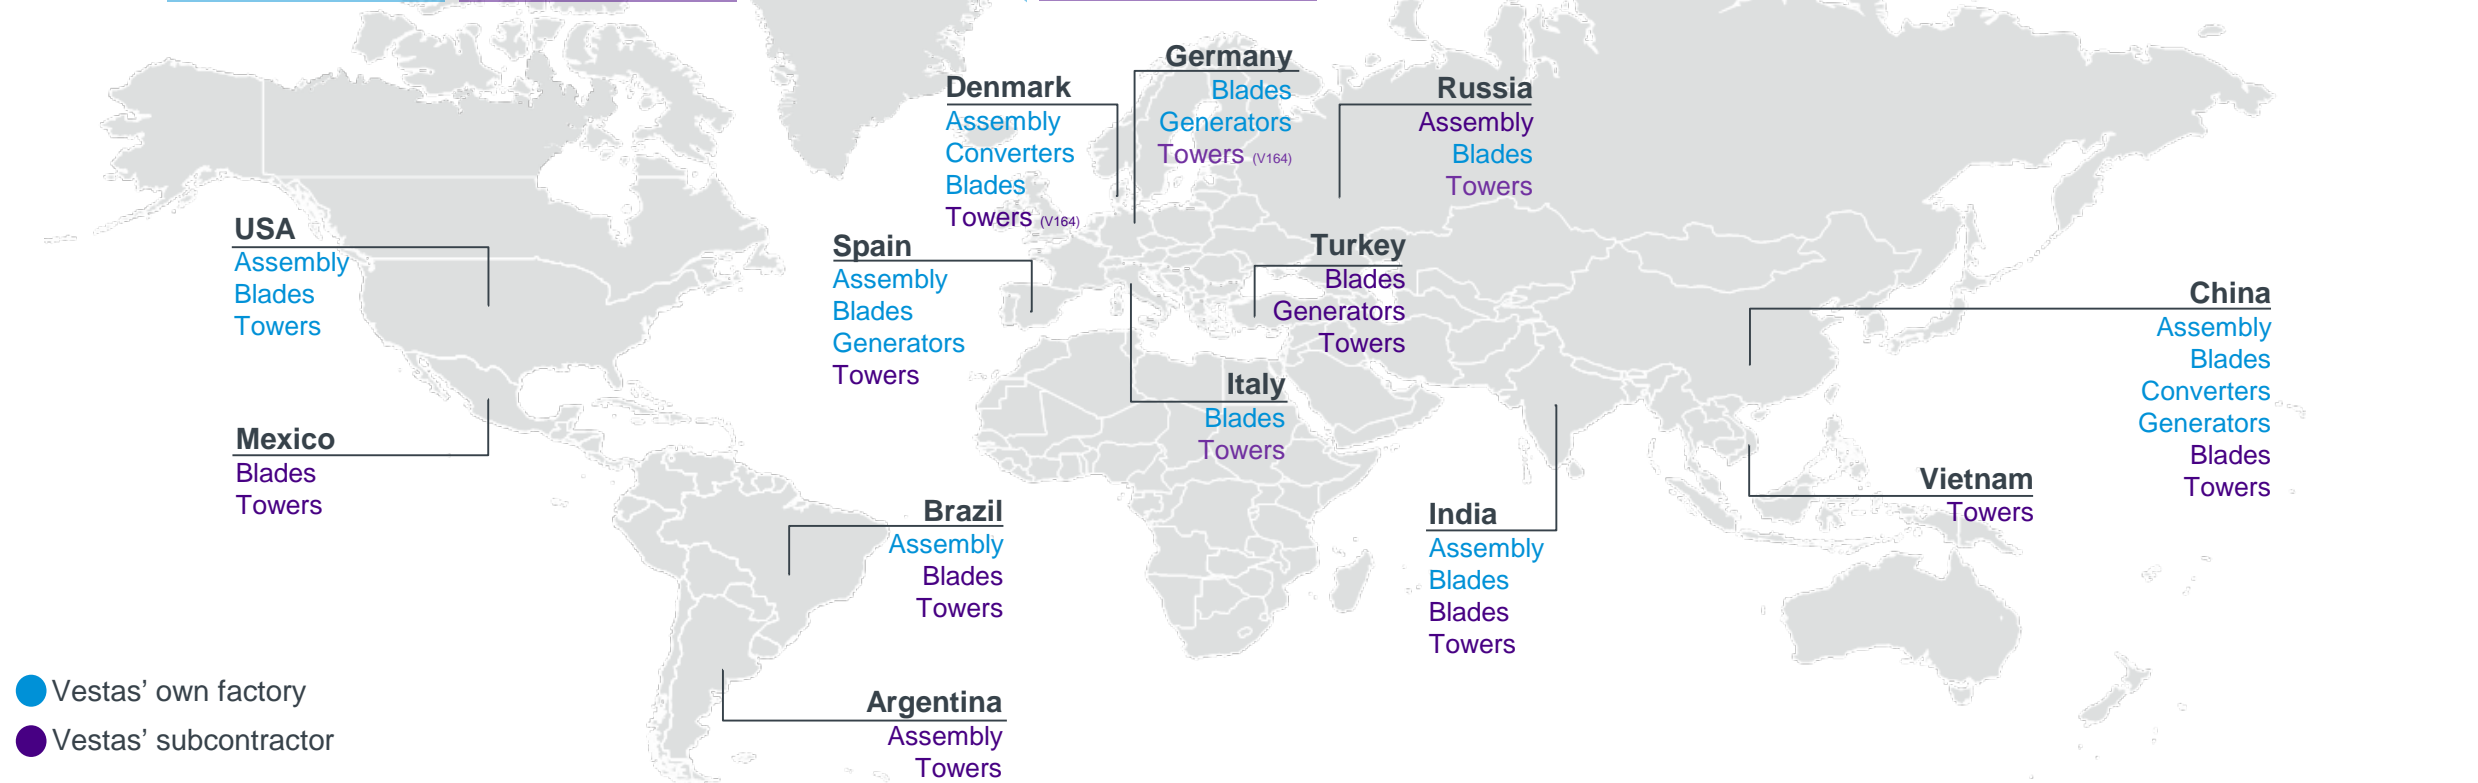 Germany
Blades
Generators
Towers (V164)
Denmark
Assembly
Converters
Blades
Towers (V164)
Russia
Assembly
Blades
Towers
USA
Assembly
Blades
Towers
Spain
Assembly
Blades
Generators
Towers
Turkey
Blades
Generators
Towers
China
Assembly
Blades
Converters
Generators
Blades
Towers
Italy
Blades
Towers
Mexico
Blades
Towers
Vietnam
Towers
Brazil
Assembly
Blades
Towers
India
Assembly
Blades
Blades
Towers
Argentina
Assembly
Towers
Vestas’ own factory
Vestas’ subcontractor